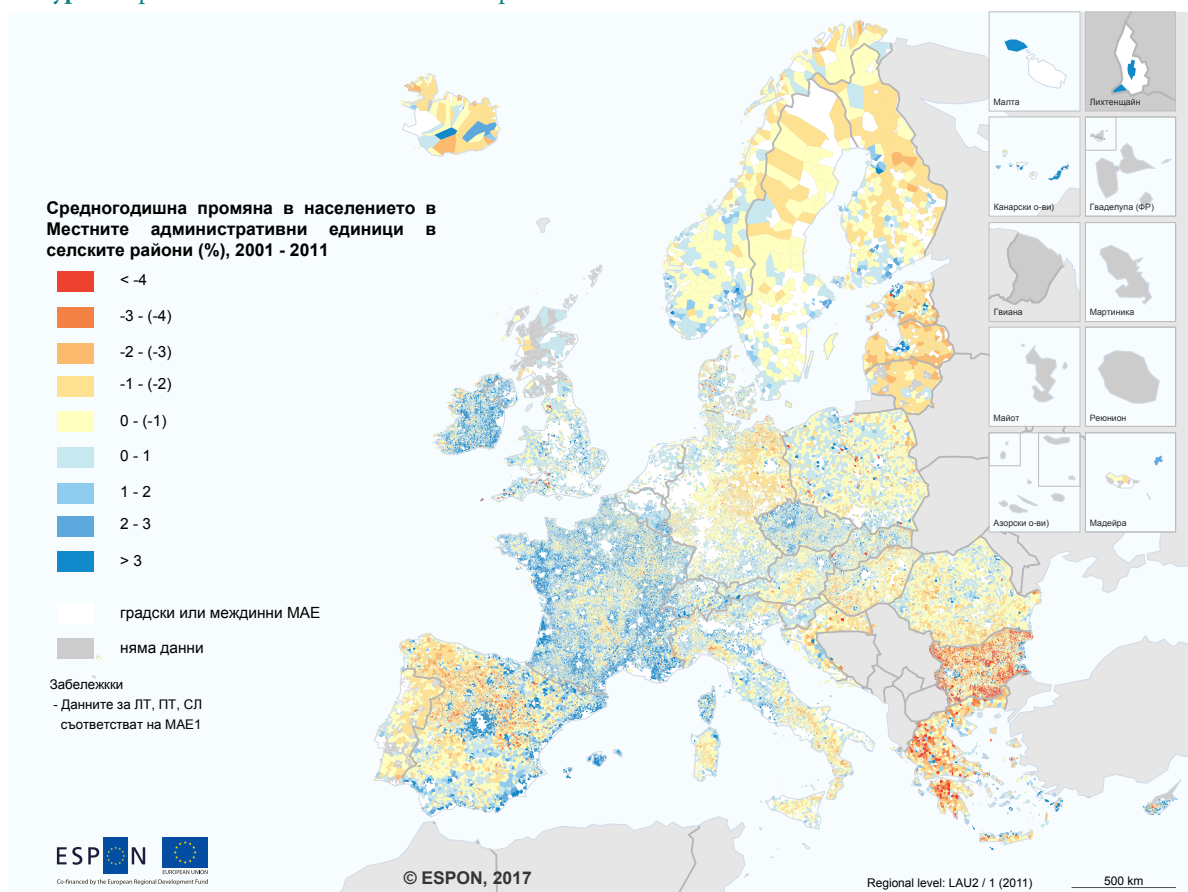 Средногодишна промяна в населението в
Местните административни единици в
селските райони (%), 2001 - 2011
< -4
-3 - (-4)
-2 - (-3)
-1 - (-2)
0 - (-1)
0 - 1
1 - 2
2 - 3
> 3
градски или междинни МАЕ
няма данни
Забележкки
- Данните за ЛТ, ПТ, СЛ
съответстват на МАЕ1
Малта
Лихтенщайн
Канарски о-ви)
Гваделупа (ФР)
Гвиана
Мартиника
Майот
Реюнион
Азорски о-ви)
Мадейра
ESPON
EUROPEAN UNION
Co-financed by the European Regional Development Fund
© ESPON, 2017
Regional level: LAU2 / 1 (2011)
500 km